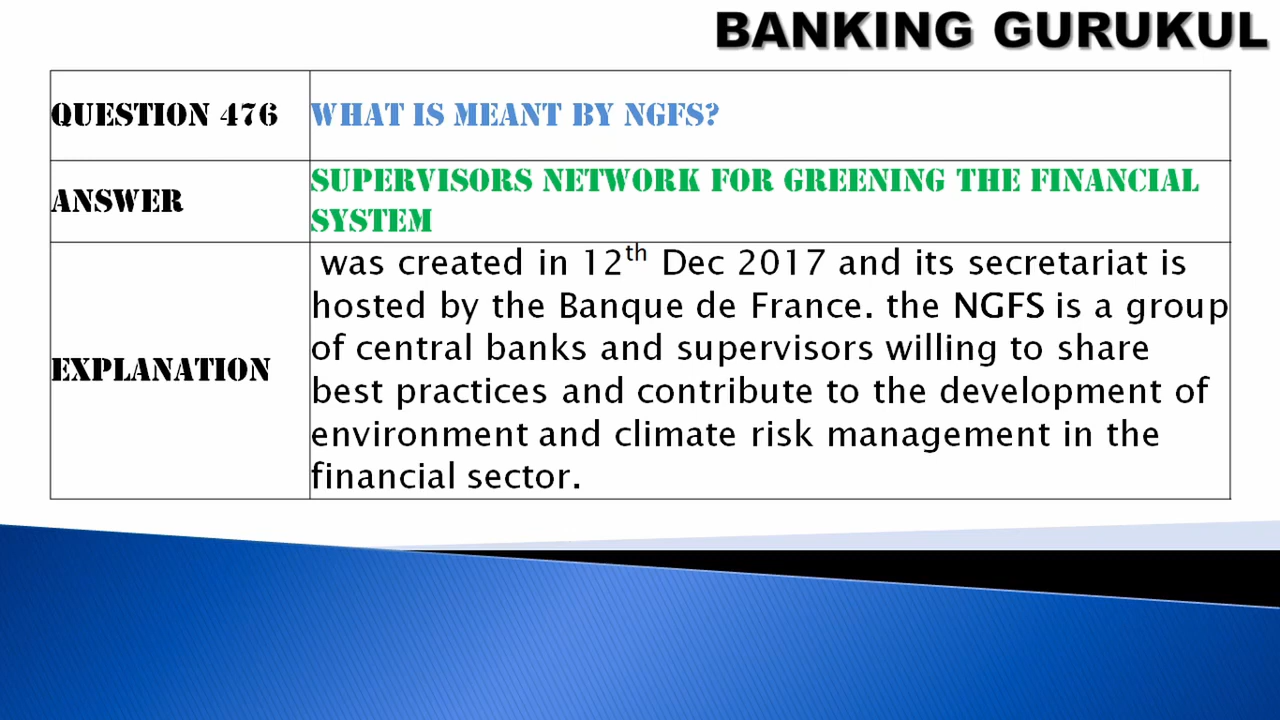 BANKING GURUKUL
QUESTION 476
WHAT IS MEANT BY NGFS?
ANSWER
SUPERVISORS NETWORK FOR GREENING THE FINANCIAL
SYSTEM
EXPLANATION
was created in 12th Dec 2017 and its secretariat is
hosted by the Banque de France. the NGFS is a group
of central banks and supervisors willing to share
best practices and contribute to the development of
environment and climate risk management in the
financial sector.